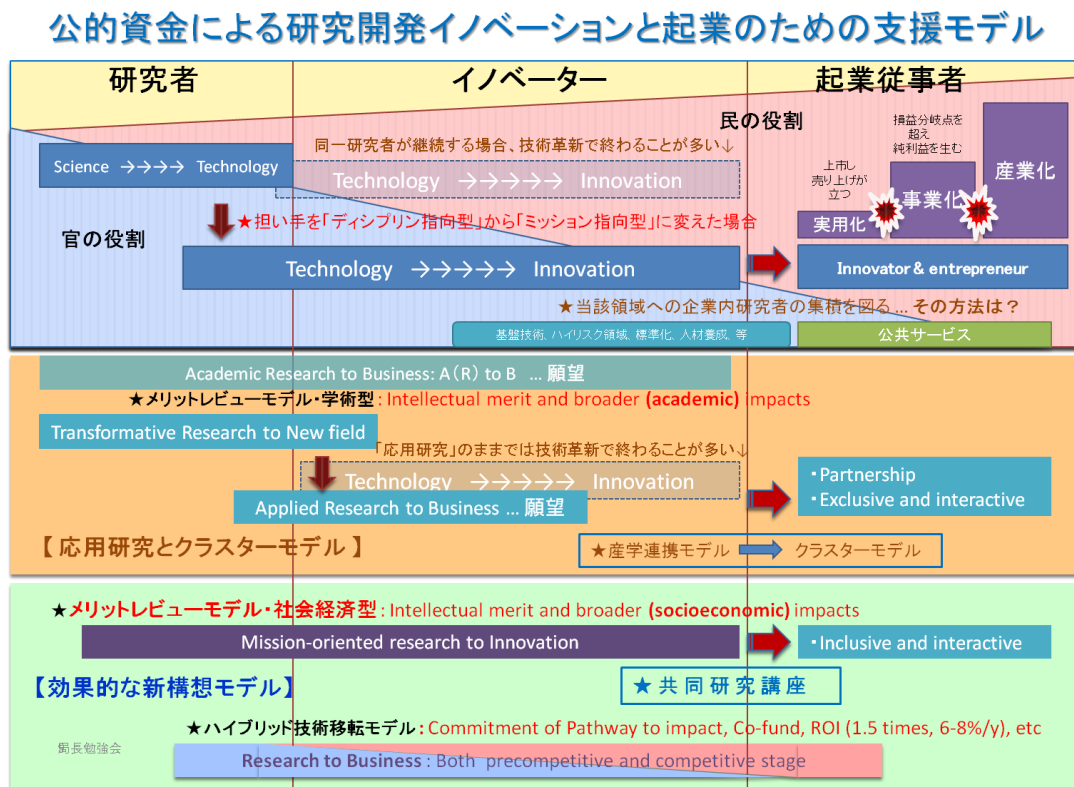 公的資金による研究開発イノベーションと起業のための支援モデル
研究者
イノベーター
起業従事者
民の役割
損益分岐点を
超え
純利益を生む
上市し
売り上げが
立つ
産業化
事業化
実用化
同一研究者が継続する場合、技術革新で終わることが多い↓
Science →→→→ Technology
Technology →→→→→ Innovation
★担い手を「ディシプリン指向型」から「ミッション指向型」に変えた場合
官の役割
Technology →→→→→ Innovation
Innovator & entrepreneur
★当該領域への企業内研究者の集積を図る … その方法は？
基盤技術、ハイリスク領域、標準化、人材養成、等
公共サービス
Academic Research to Business: A（R）to B … 願望
★メリットレビューモデル・学術型 : Intellectual merit and broader (academic) impacts
Transformative Research to New field
「応用研究」のままでは技術革新で終わることが多い↓
Technology →→→→→ Innovation
Applied Research to Business … 願望
・Partnership
・Exclusive and interactive
【 応用研究とクラスターモデル 】
★産学連携モデル
クラスターモデル
★メリットレビューモデル・社会経済型 : Intellectual merit and broader (socioeconomic) impacts
Mission-oriented research to Innovation
・Inclusive and interactive
【効果的な新構想モデル】
★共同研究講座
★ハイブリッド技術移転モデル : Commitment of Pathway to impact, Co-fund, ROI (1.5 times, 6-8%/y), etc
局長勉強会
Research to Business : Both precompetitive and competitive stage